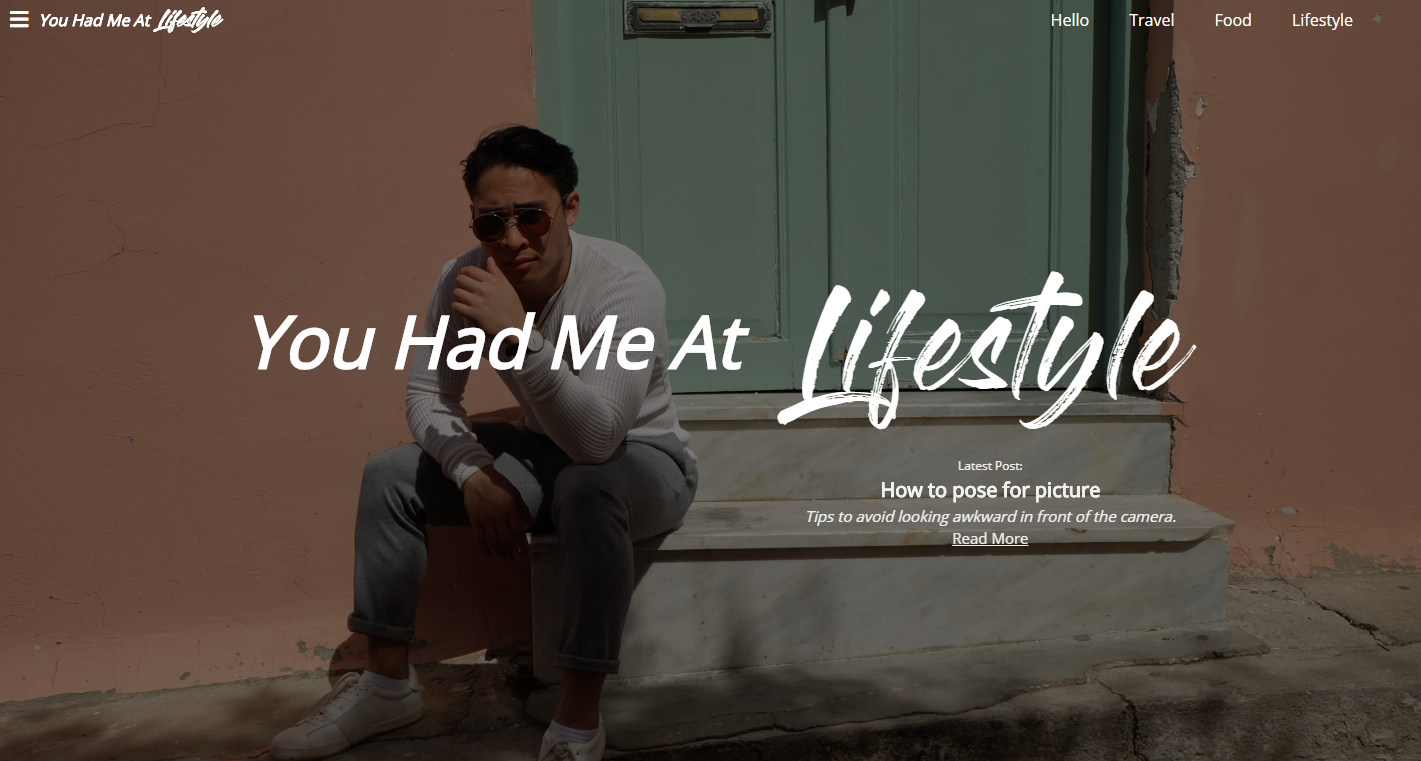 You Had Me At Lifestyle
Hello Travel Food Lifestyle
You Had Me At Lifestyle
Latest Post:
How to pose for picture
Tips to avoid looking awkward in front of the camera.
Read More